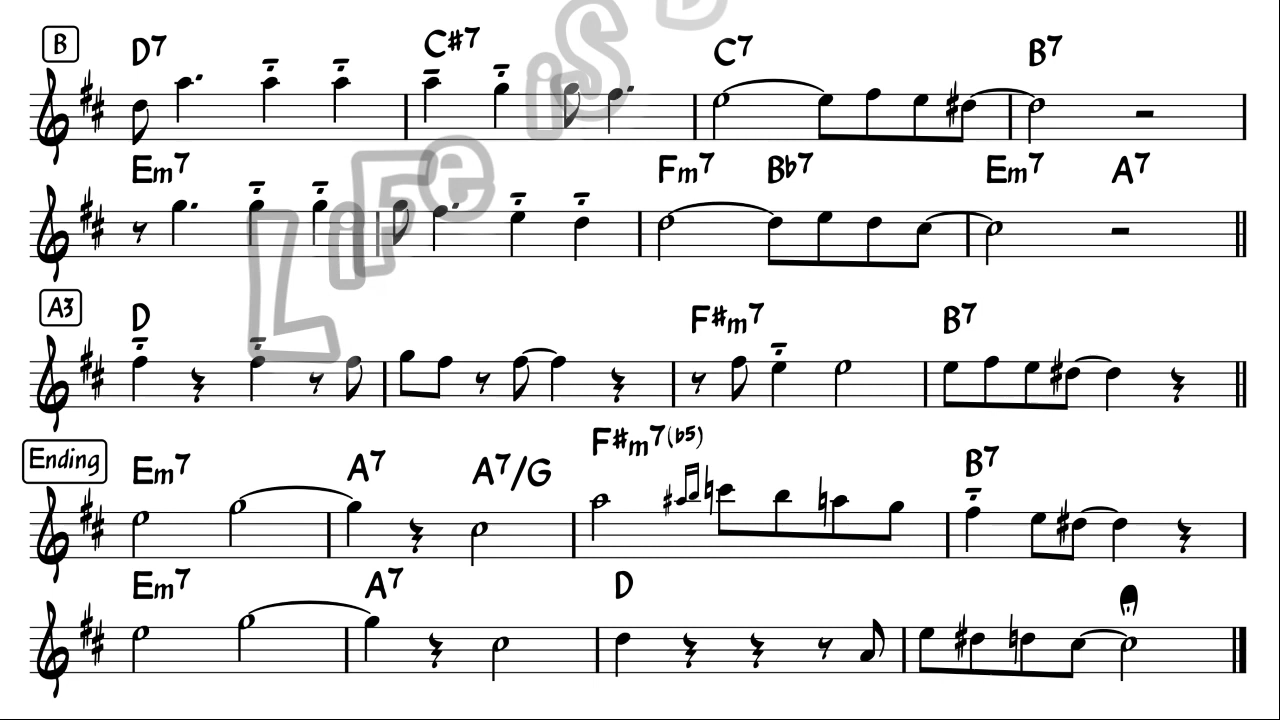 B D7 C#7 C7 B7
Em7 Fm7 Bb7 Em7 A7
A3 D F#m7 B7
Ending Em7 A7 A7/G F#m7(b5) B7
Em7 A7 D
LiFe iS